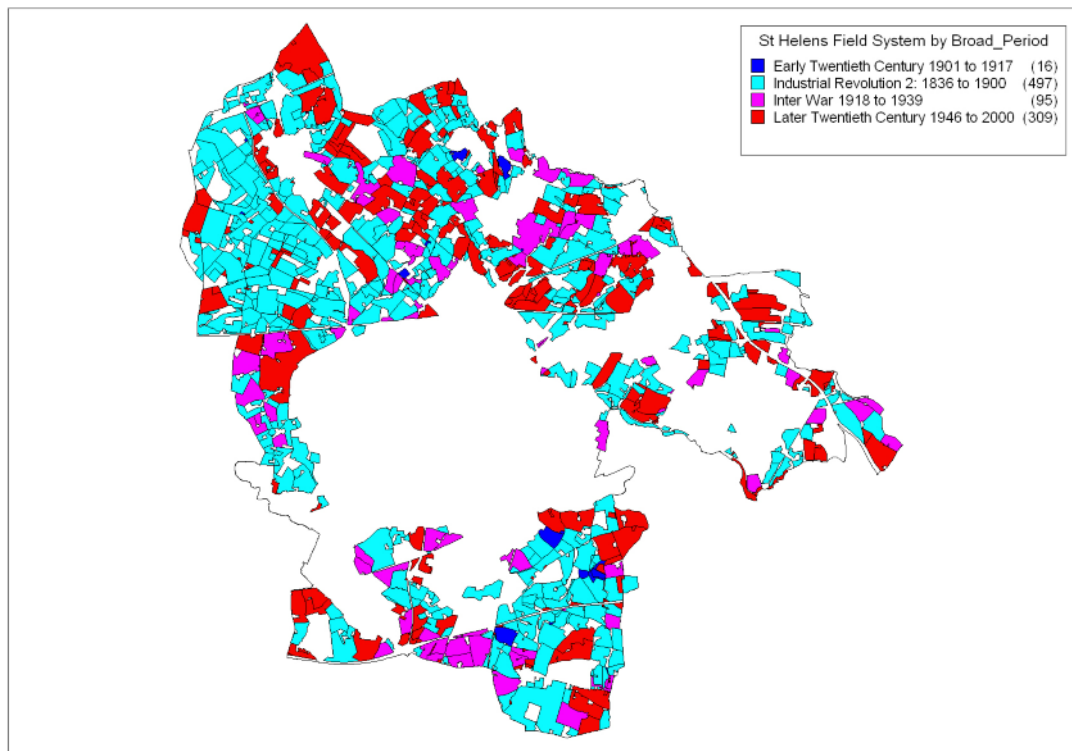 St Helens Field System by Broad_Period
Early Twentieth Century 1901 to 1917 (16)
Industrial Revolution 2: 1836 to 1900 (497)
Inter War 1918 to 1939 (95)
Later Twentieth Century 1946 to 2000 (309)